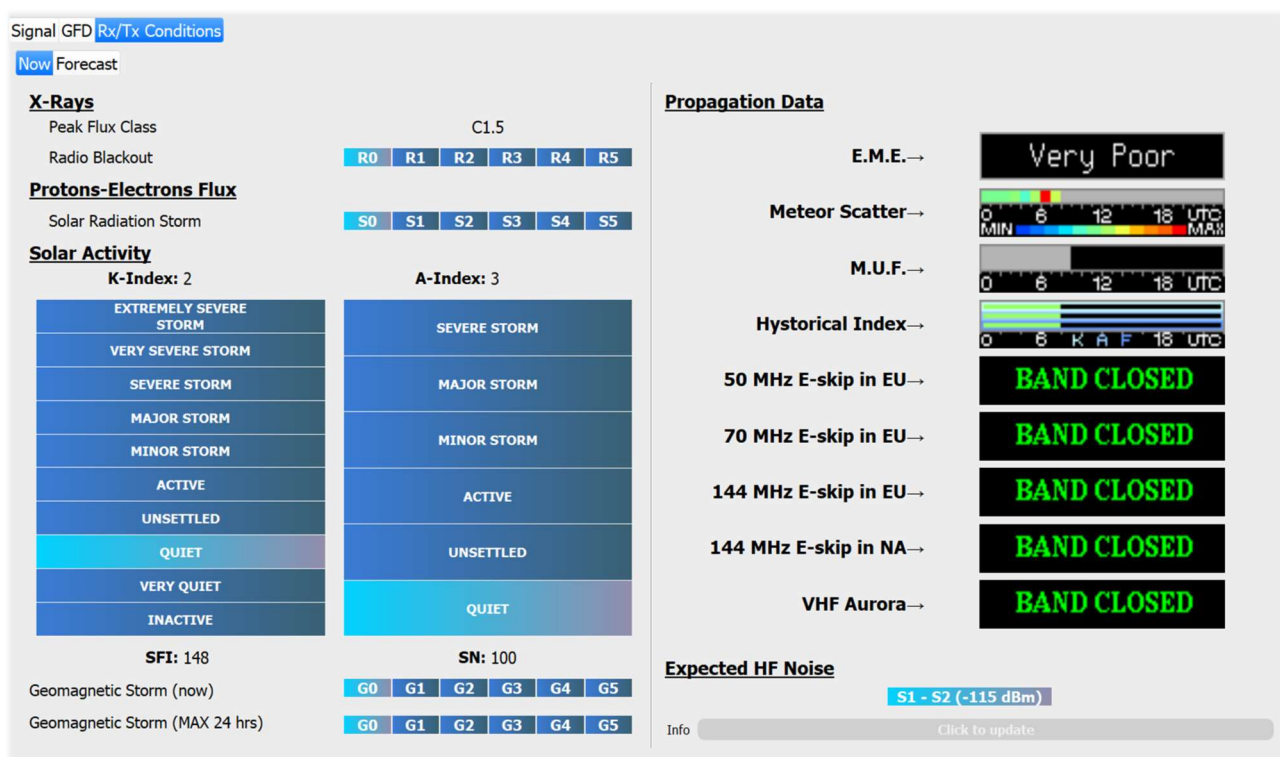 Signal GFD Rx/Tx Conditions
Now Forecast
X-Rays
Peak Flux Class C1.5
Radio Blackout R0 R1 R2 R3 R4 R5
Protons-Electrons Flux
Solar Radiation Storm S0 S1 S2 S3 S4 S5
Solar Activity
K-Index: 2 A-Index: 3
EXTREMELY SEVERE
STORM
VERY SEVERE STORM
SEVERE STORM
MAJOR STORM
MINOR STORM
ACTIVE
UNSETTLED
QUIET
VERY QUIET
INACTIVE
SEVERE STORM
MAJOR STORM
MINOR STORM
ACTIVE
UNSETTLED
QUIET
SFI: 148 SN: 100
Geomagnetic Storm (now) G0 G1 G2 G3 G4 G5
Geomagnetic Storm (MAX 24 hrs) G0 G1 G2 G3 G4 G5
Propagation Data
E.M.E.→ Very Poor
Meteor Scatter→
0 6 12 18 UTC
MIN MAX
M.U.F.→
0 6 12 18 UTC
Hystorical Index→
0 6 K A F 18 UTC
50 MHz E-skip in EU→ BAND CLOSED
70 MHz E-skip in EU→ BAND CLOSED
144 MHz E-skip in EU→ BAND CLOSED
144 MHz E-skip in NA→ BAND CLOSED
VHF Aurora→ BAND CLOSED
Expected HF Noise
S1 - S2 (-115 dBm)
Info Click to update